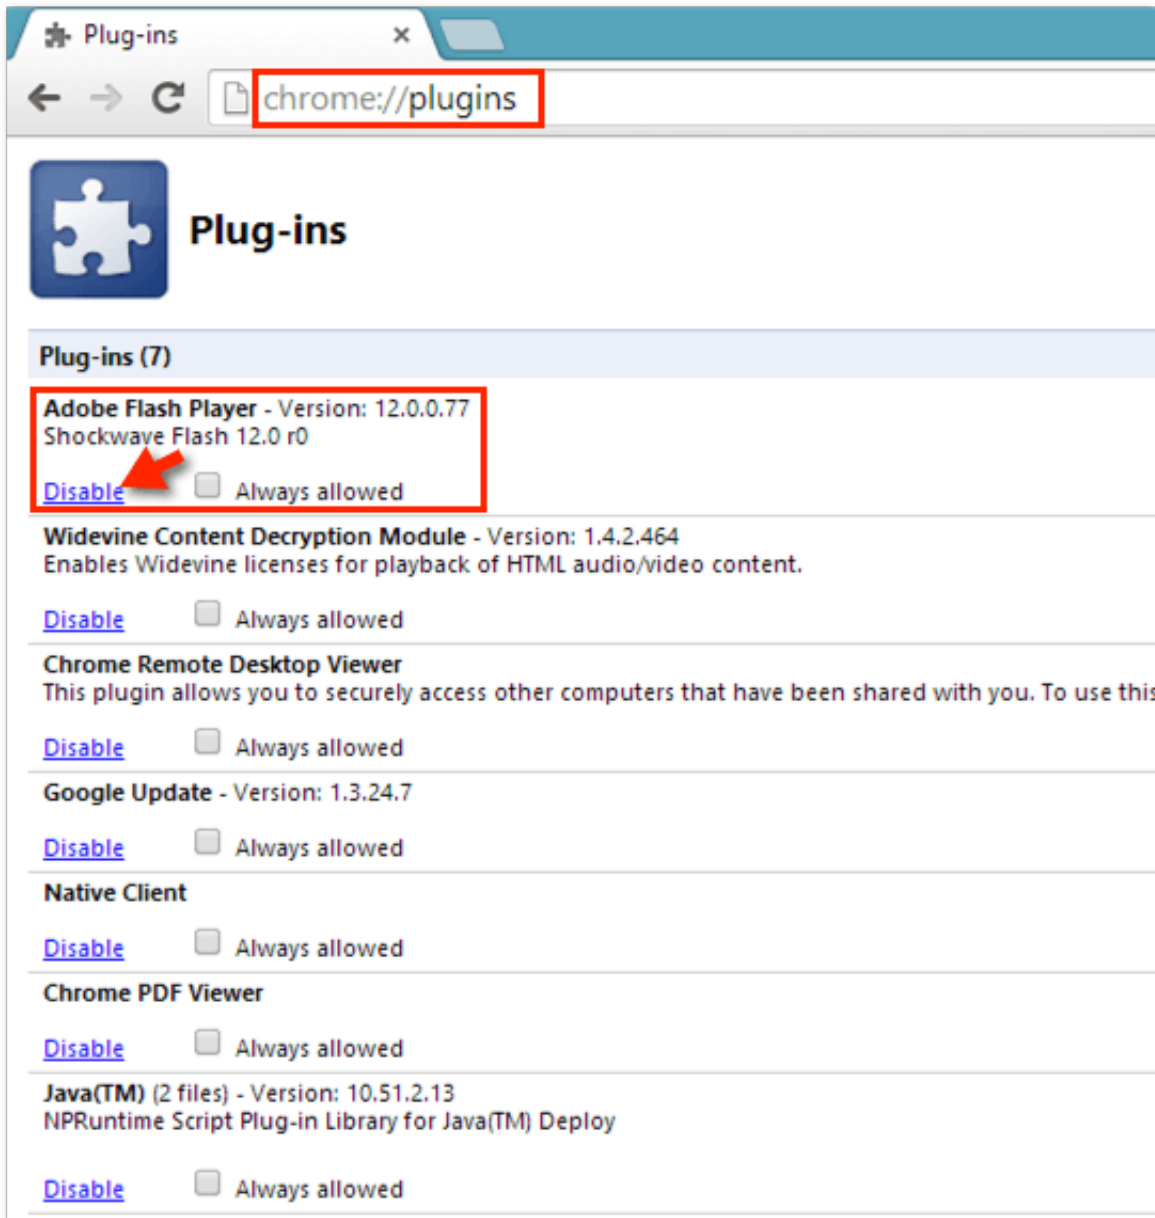 Plug-ins
chrome://plugins
Plug-ins
Plug-ins (7)
Adobe Flash Player - Version: 12.0.0.77
Shockwave Flash 12.0 r0
Disable Always allowed
Widevine Content Decryption Module - Version: 1.4.2.464
Enables Widevine licenses for playback of HTML audio/video content.
Disable Always allowed
Chrome Remote Desktop Viewer
This plugin allows you to securely access other computers that have been shared with you. To use this
Disable Always allowed
Google Update - Version: 1.3.24.7
Disable Always allowed
Native Client
Disable Always allowed
Chrome PDF Viewer
Disable Always allowed
Java(TM) (2 files) - Version: 10.51.2.13
NPRuntime Script Plug-in Library for Java(TM) Deploy
Disable Always allowed